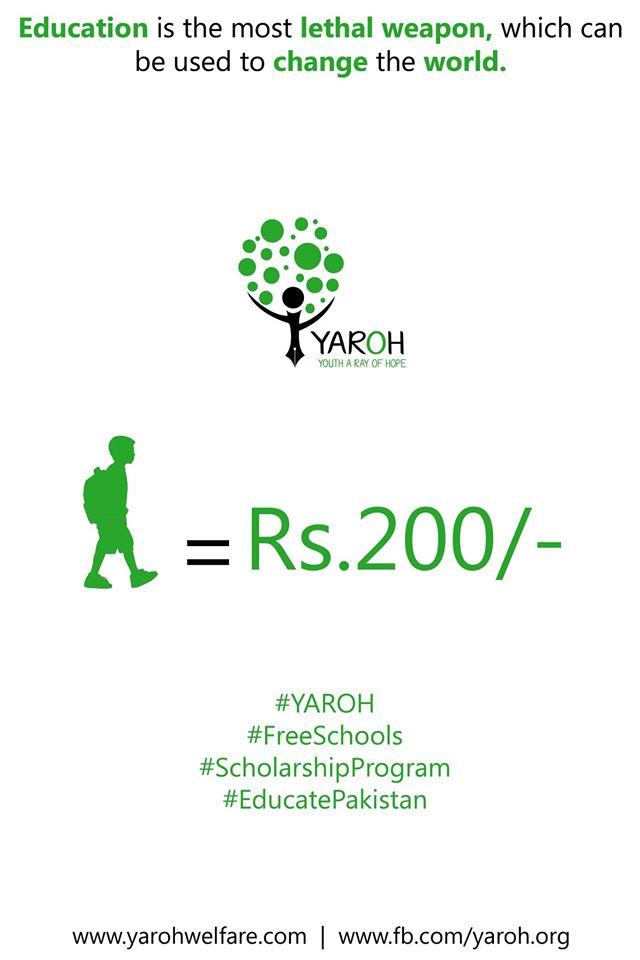 Education is the most lethal weapon, which can
be used to change the world.
YAROH
YOUTH A RAY OF HOPE
= Rs.200/-
#YAROH
#FreeSchools
#ScholarshipProgram
#EducatePakistan
www.yarohwelfare.com | www.fb.com/yaroh.org